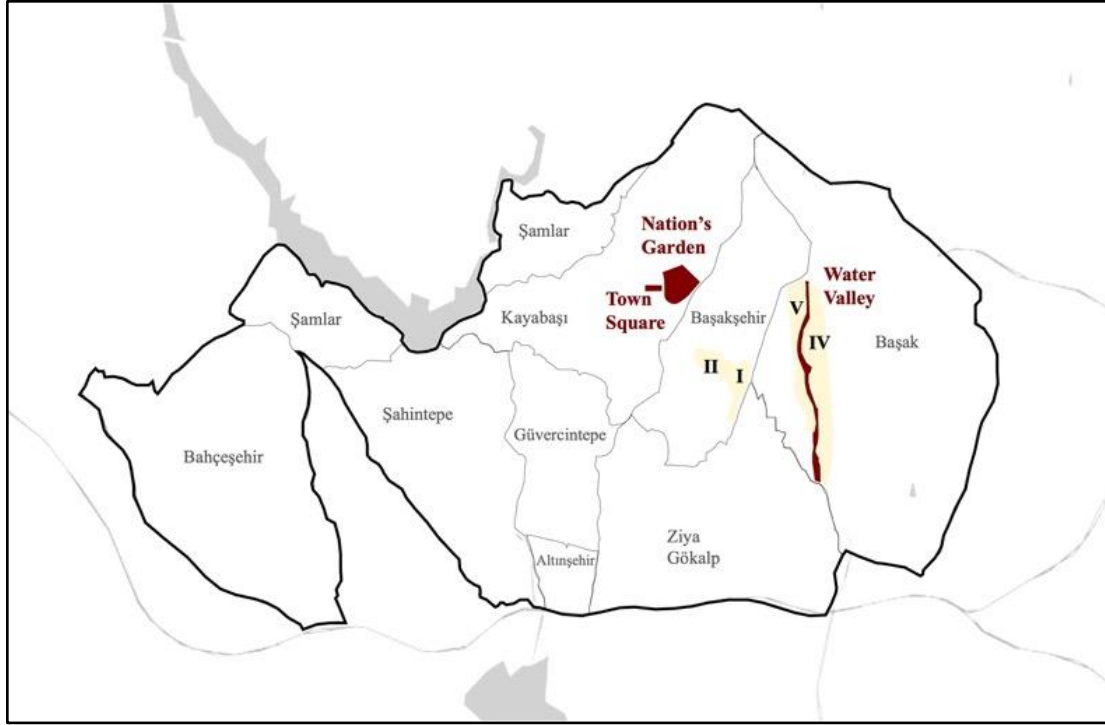 Şamlar
Nation's
Garden
Town
Square
Water
Valley
Şamlar
Kayabaşı
Başakşehir
V
IV
Başak
II
I
Şahintepe
Güvercintepe
Bahçeşehir
Ziya
Gökalp
Altınşehir